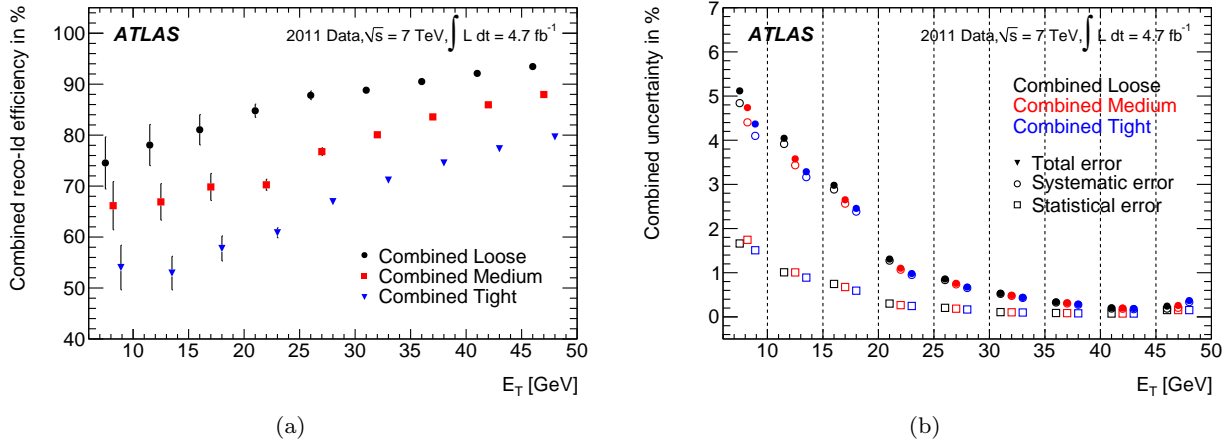 Combined reco-Id efficiency in %
100
90
80
70
60
50
40
ATLAS
2011 Data,√s = 7 TeV,∫ L dt = 4.7 fb⁻¹
Combined Loose
Combined Medium
Combined Tight
10 15 20 25 30 35 40 45 50
E_T [GeV]
(a)
Combined uncertainty in %
7
6
5
4
3
2
1
0
ATLAS
2011 Data,√s = 7 TeV,∫ L dt = 4.7 fb⁻¹
Combined Loose
Combined Medium
Combined Tight
Total error
Systematic error
Statistical error
10 15 20 25 30 35 40 45 50
E_T [GeV]
(b)